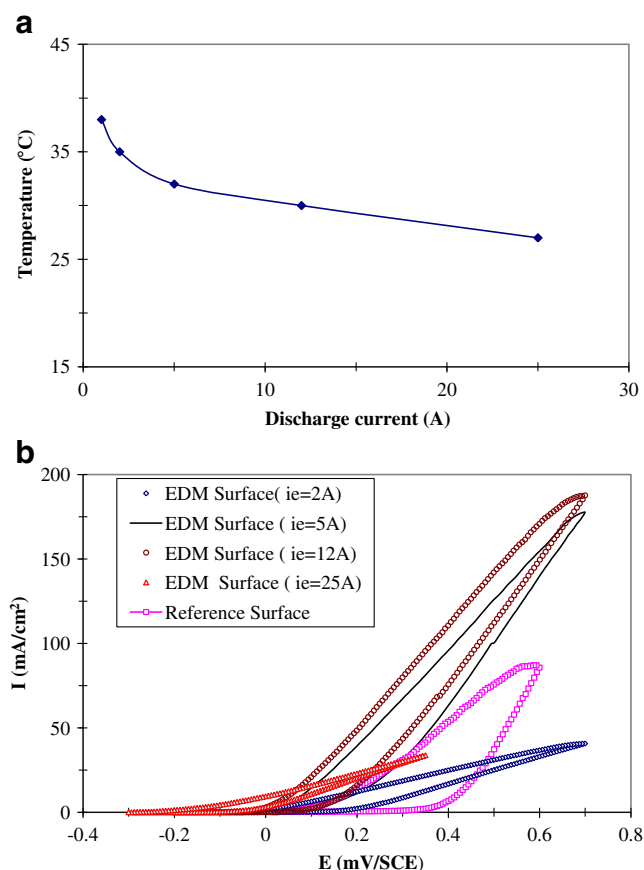 a
45
35
25
15
0
10
20
30
Temperature (°C)
Discharge current (A)
b
200
150
100
50
0
-0.4
-0.2
0
0.2
0.4
0.6
0.8
I (mA/cm²)
E (mV/SCE)
EDM Surface( ie=2A)
EDM Surface ( ie=5A)
EDM Surface ( ie=12A)
EDM Surface ( ie=25A)
Reference Surface